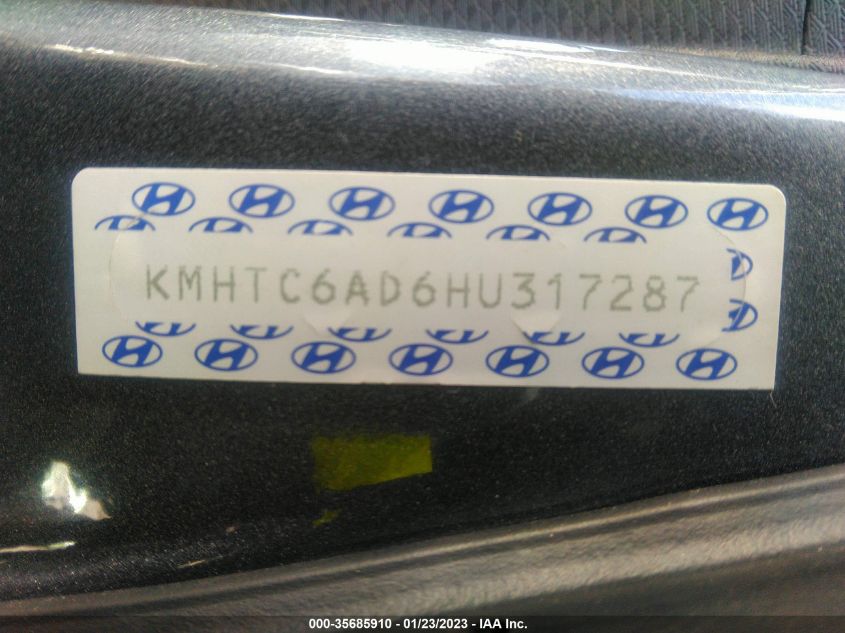 KMHTC6AD6HU317287
000-35685910 - 01/23/2023 - IAA Inc.